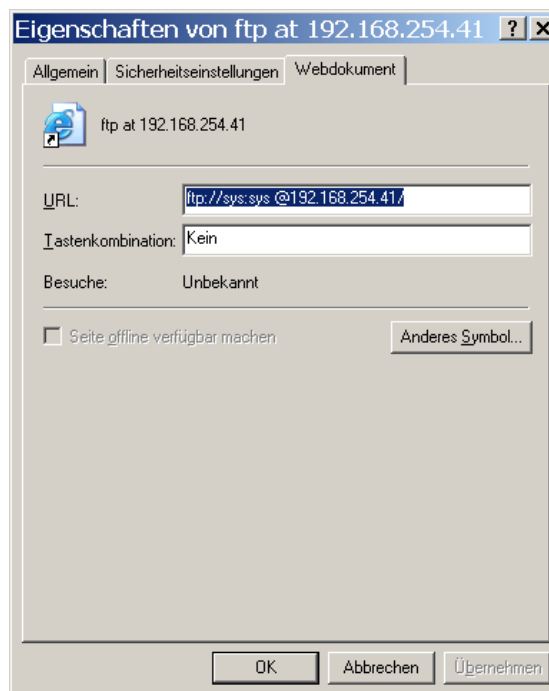 Eigenschaften von ftp at 192.168.254.41
Allgemein Sicherheitseinstellungen Webdokument
ftp at 192.168.254.41
URL: ftp://sys:sys @192.168.254.41/
Tastenkombination: Kein
Besuche: Unbekannt
Seite offline verfügbar machen Anderes Symbol...
OK Abbrechen Übernehmen